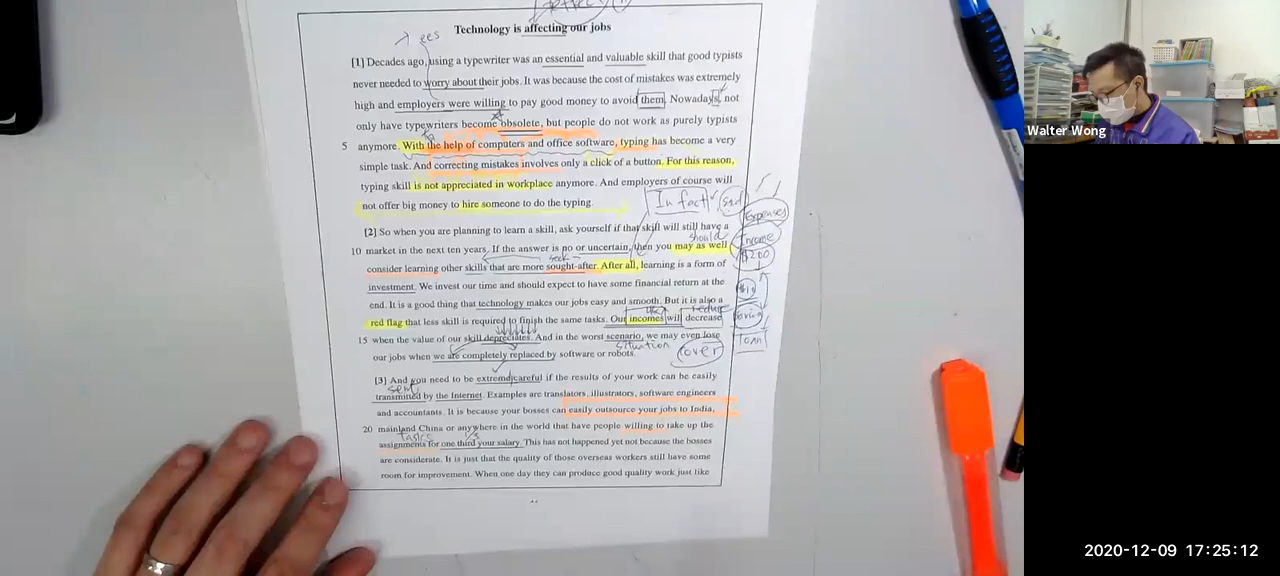 Technology is affecting our jobs
ees
[1] Decades ago, using a typewriter was an essential and valuable skill that good typists
never needed to worry about their jobs. It was because the cost of mistakes was extremely
high and employers were willing to pay good money to avoid them. Nowadays, not
only have typewriters become obsolete, but people do not work as purely typists
5 anymore. With the help of computers and office software, typing has become a very
simple task. And correcting mistakes involves only a click of a button. For this reason,
typing skill is not appreciated in workplace anymore. And employers of course will
not offer big money to hire someone to do the typing.
In fact
Expenses
[2] So when you are planning to learn a skill, ask yourself if that skill will still have a
should
Income
10 market in the next ten years. If the answer is no or uncertain, then you may as well
seek
$200
consider learning other skills that are more sought-after. After all, learning is a form of
investment. We invest our time and should expect to have some financial return at the
$10
end. It is a good thing that technology makes our jobs easy and smooth. But it is also a
reduce
red flag that less skill is required to finish the same tasks. Our incomes will decrease
15 when the value of our skill depreciates. And in the worst scenario, we may even lose
situation
loan
our jobs when we are completely replaced by software or robots.
cover
[3] And you need to be extreme careful if the results of your work can be easily
sent
transmitted by the Internet. Examples are translators, illustrators, software engineers
and accountants. It is because your bosses can easily outsource your jobs to India,
20 mainland China or anywhere in the world that have people willing to take up the
tasks
1/3
assignments for one third your salary. This has not happened yet not because the bosses
are considerate. It is just that the quality of those overseas workers still have some
room for improvement. When one day they can produce good quality work just like
Walter Wong
2020-12-09 17:25:12